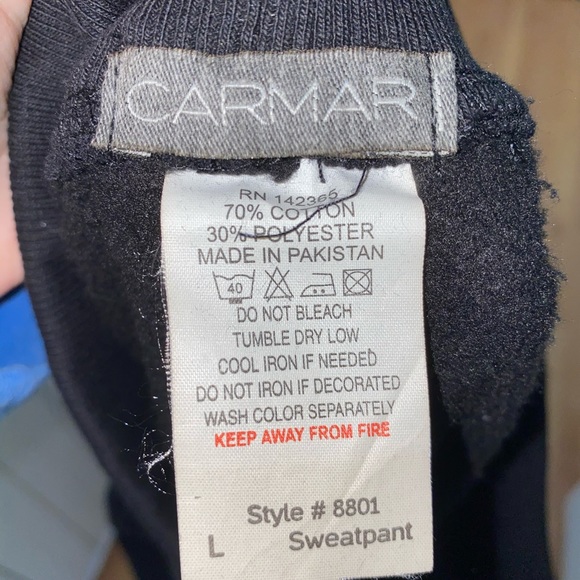 CARMAR
RN 142365
70% COTTON
30% POLYESTER
MADE IN PAKISTAN
40
DO NOT BLEACH
TUMBLE DRY LOW
COOL IRON IF NEEDED
DO NOT IRON IF DECORATED
WASH COLOR SEPARATELY
KEEP AWAY FROM FIRE
Style # 8801
L Sweatpant